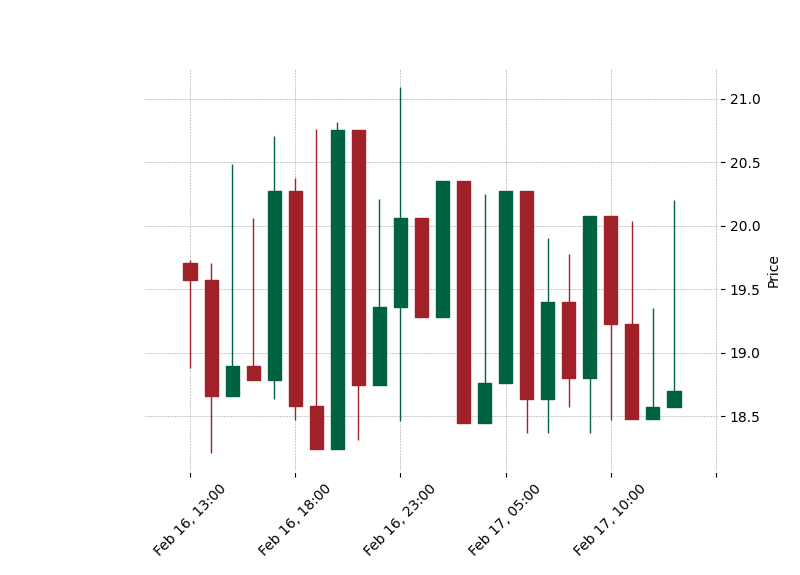 21.0
20.5
20.0
19.5
19.0
18.5
Price
Feb 16, 13:00
Feb 16, 18:00
Feb 16, 23:00
Feb 17, 05:00
Feb 17, 10:00